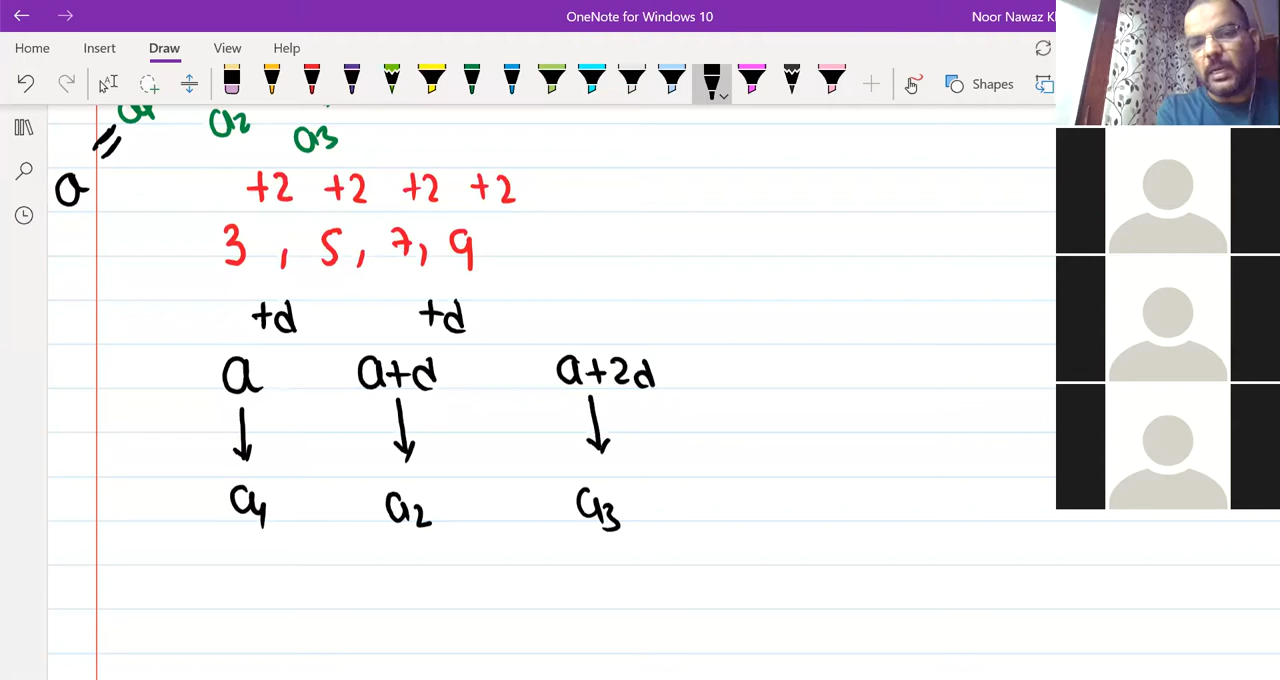 OneNote for Windows 10
Noor Nawaz
Home Insert Draw View Help
Shapes
a2
a3
a
+2 +2 +2 +2
3 , 5, 7, 9
+d +d
a a+d a+2d
a1 a2 a3